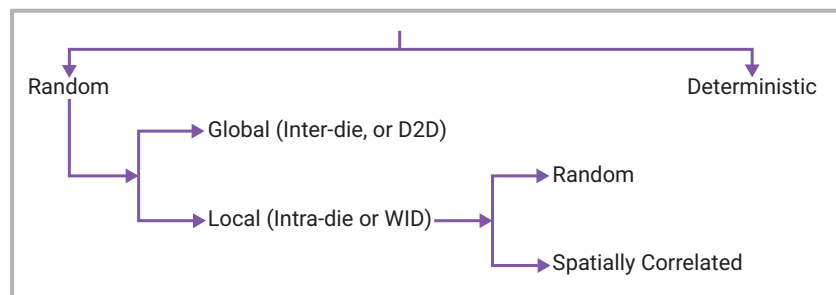 Random
Deterministic
Global (Inter-die, or D2D)
Random
Local (Intra-die or WID)
Spatially Correlated